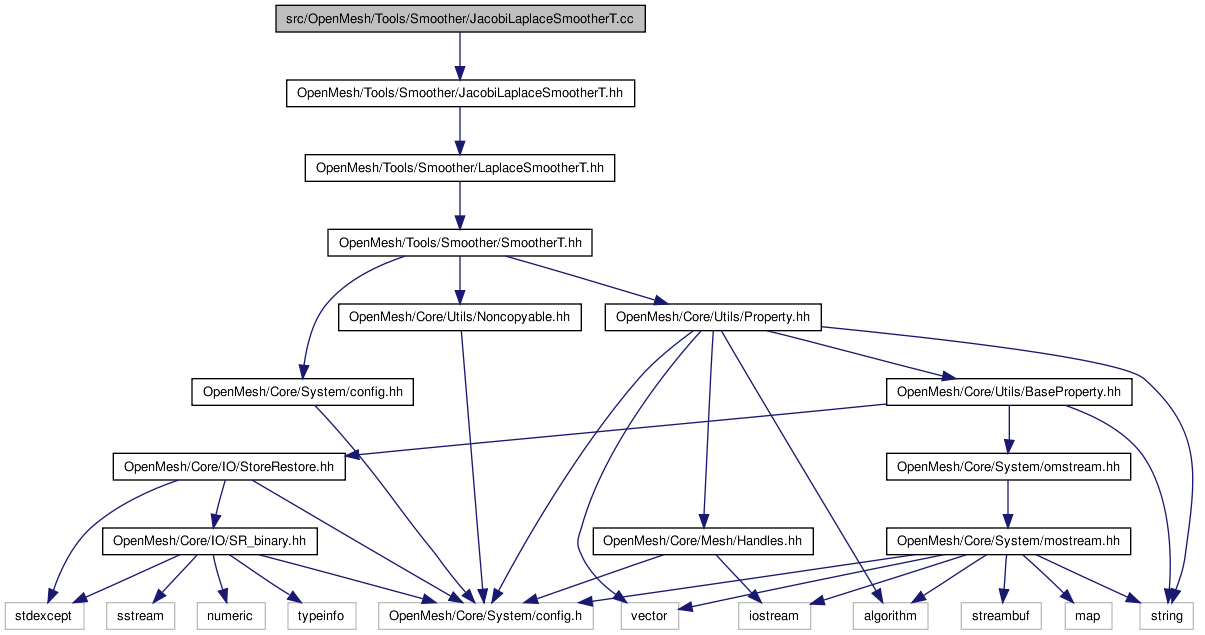 src/OpenMesh/Tools/Smoother/JacobiLaplaceSmootherT.cc
OpenMesh/Tools/Smoother/JacobiLaplaceSmootherT.hh
OpenMesh/Tools/Smoother/LaplaceSmootherT.hh
OpenMesh/Tools/Smoother/SmootherT.hh
OpenMesh/Core/Utils/Noncopyable.hh
OpenMesh/Core/Utils/Property.hh
OpenMesh/Core/System/config.hh
OpenMesh/Core/Utils/BaseProperty.hh
OpenMesh/Core/IO/StoreRestore.hh
OpenMesh/Core/System/omstream.hh
OpenMesh/Core/IO/SR_binary.hh
OpenMesh/Core/Mesh/Handles.hh
OpenMesh/Core/System/mostream.hh
stdexcept
sstream
numeric
typeinfo
OpenMesh/Core/System/config.h
vector
iostream
algorithm
streambuf
map
string